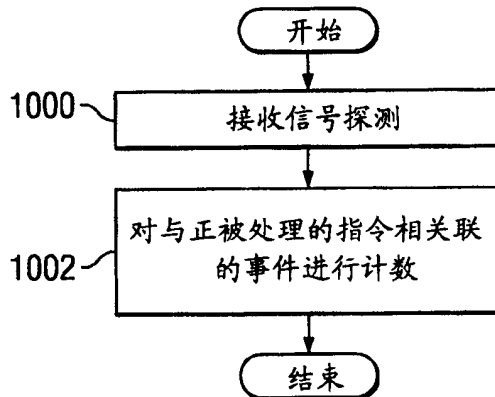 开始
1000
接收信号探测
1002
对与正被处理的指令相关联
的事件进行计数
结束